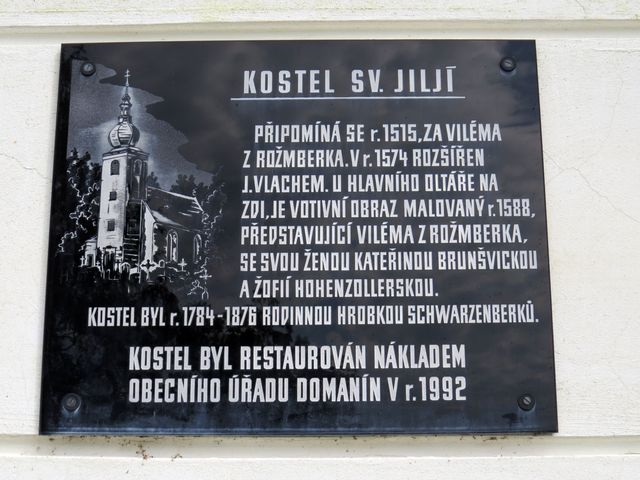 KOSTEL SV. JILJÍ
PŘIPOMÍNÁ SE r. 1515, ZA VILÉMA
Z ROŽMBERKA. V r. 1574 ROZŠÍŘEN
J. VLACHEM. U HLAVNÍHO OLTÁŘE NA
ZDI, JE VOTIVNÍ OBRAZ MALOVANÝ r. 1588,
PŘEDSTAVUJÍCÍ VILÉMA Z ROŽMBERKA,
SE SVOU ŽENOU KATEŘINOU BRUNŠVICKOU
A ŽOFIÍ HOHENZOLLERSKOU.
KOSTEL BYL r. 1784-1876 RODINNOU HROBKOU SCHWARZENBERKŮ.
KOSTEL BYL RESTAUROVÁN NÁKLADEM
OBECNÍHO ÚŘADU DOMANÍN V r. 1992